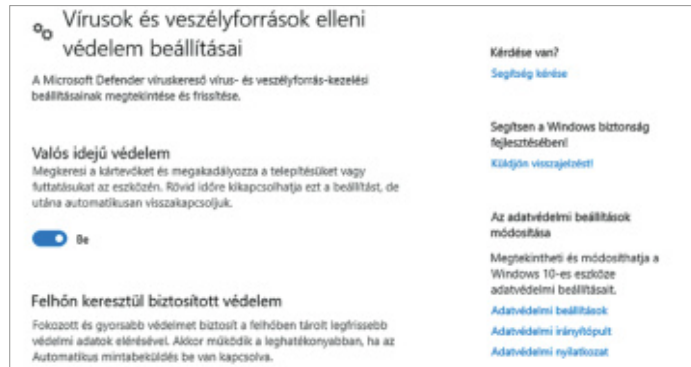 Vírusok és veszélyforrások elleni
védelem beállításai
A Microsoft Defender víruskereső vírus- és veszélyforrás-kezelési
beállításainak megtekintése és frissítése.
Valós idejű védelem
Megkeresi a kártevőket és megakadályozza a telepítésüket vagy
futtatásukat az eszközén. Rövid időre kikapcsolhatja ezt a beállítást, de
utána automatikusan visszakapcsoljuk.
Be
Felhőn keresztül biztosított védelem
Fokozott és gyorsabb védelmet biztosít a felhőben tárolt legfrissebb
védelmi adatok elérésével. Akkor működik a leghatékonyabban, ha az
Automatikus mintabeküldés be van kapcsolva.
Kérdése van?
Segítség kérése
Segítsen a Windows biztonság
fejlesztésében!
Küldjön visszajelzést!
Az adatvédelmi beállítások
módosítása
Megtekintheti és módosíthatja a
Windows 10-es eszköze
adatvédelmi beállításait.
Adatvédelmi beállítások
Adatvédelmi irányítópult
Adatvédelmi nyilatkozat